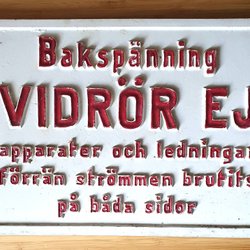 Bakspänning
VIDRÖR EJ
apparater och ledningar
förrän strömmen brutits
på båda sidor